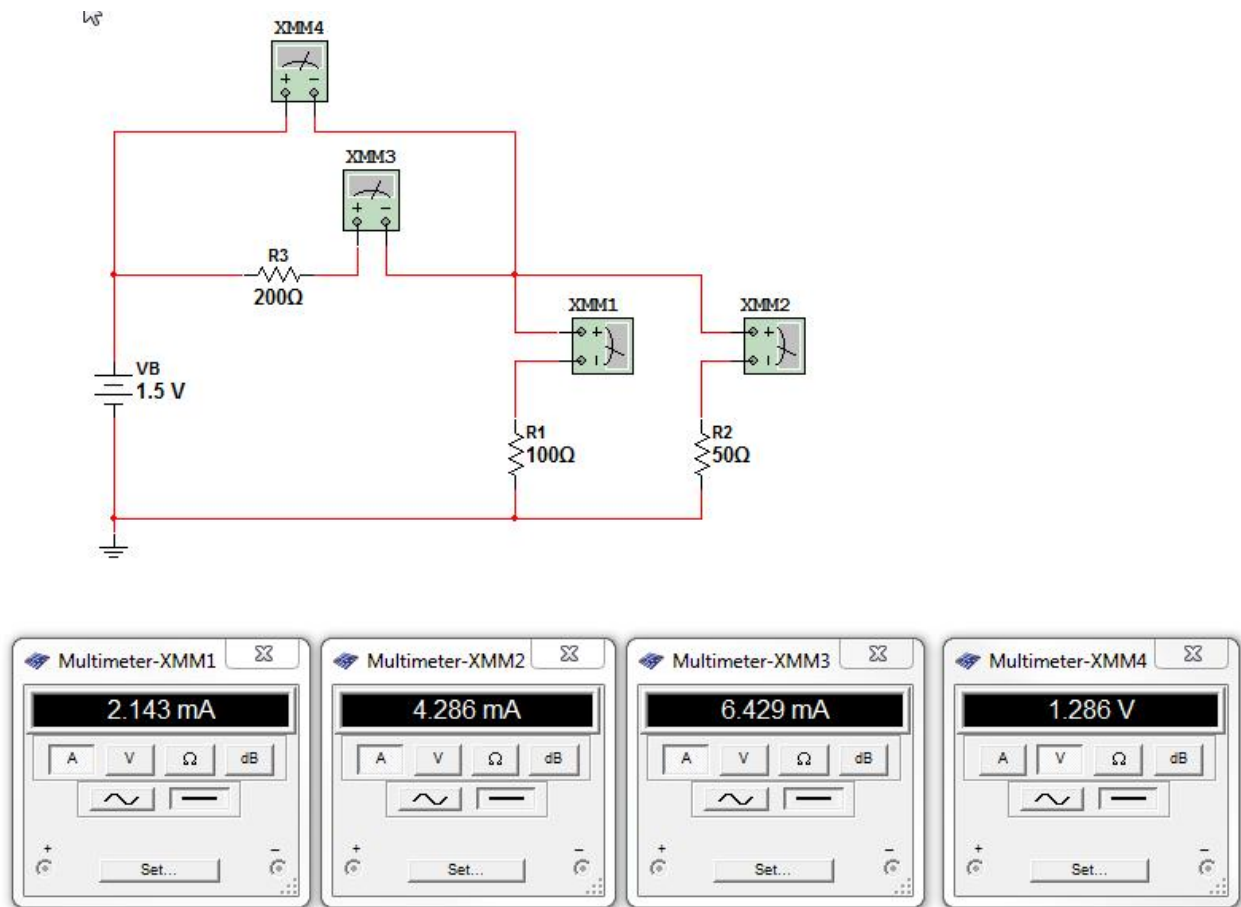 XMM4
+ −
XMM3
+ −
R3
200Ω
XMM1
+
−
XMM2
+
−
VB
1.5 V
R1
100Ω
R2
50Ω
Multimeter-XMM1
2.143 mA
A V Ω dB
+ −
Set...
Multimeter-XMM2
4.286 mA
A V Ω dB
+ −
Set...
Multimeter-XMM3
6.429 mA
A V Ω dB
+ −
Set...
Multimeter-XMM4
1.286 V
A V Ω dB
+ −
Set...